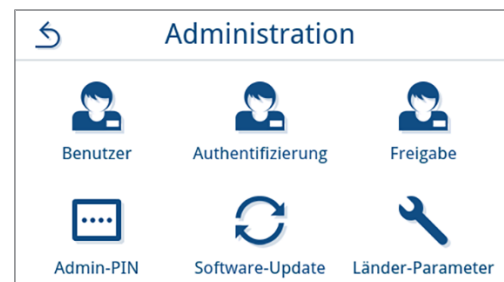 Administration
Benutzer Authentifizierung Freigabe
Admin-PIN Software-Update Länder-Parameter